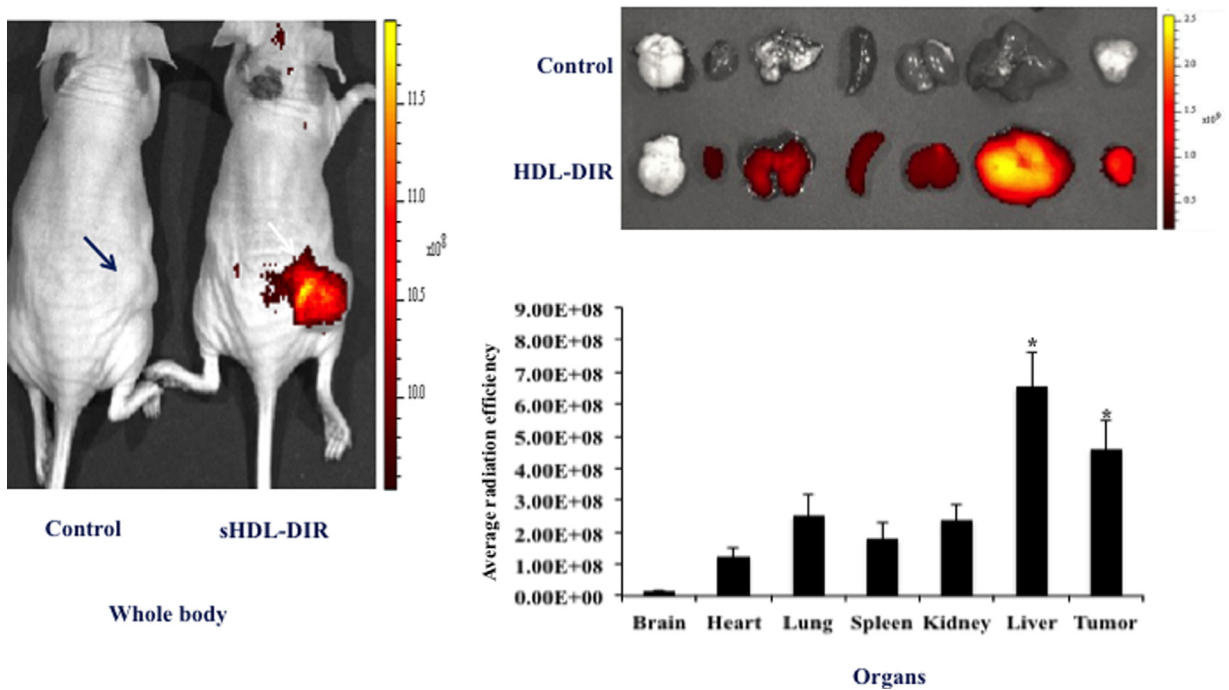 11.5
11.0
x10⁸
10.5
10.0
Control
sHDL-DIR
Whole body
Control
HDL-DIR
2.5
2.0
1.5
x10⁹
1.0
0.5
Average radiation efficiency
9.00E+08
8.00E+08
7.00E+08
6.00E+08
5.00E+08
4.00E+08
3.00E+08
2.00E+08
1.00E+08
0.00E+00
*
*
Brain Heart Lung Spleen Kidney Liver Tumor
Organs